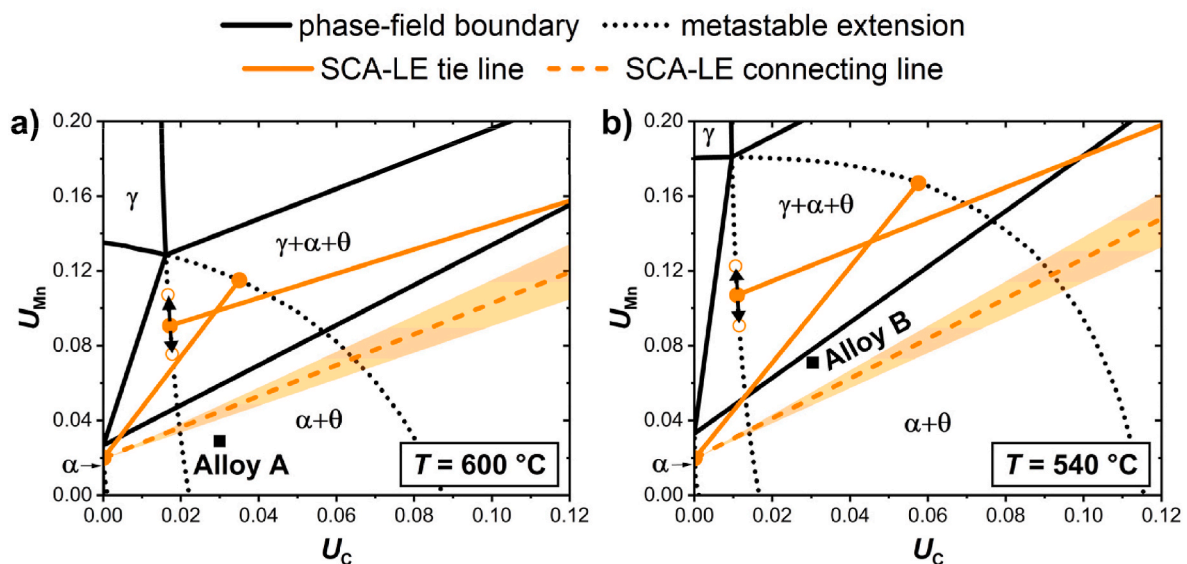 phase-field boundary metastable extension
SCA-LE tie line SCA-LE connecting line
a)
0.20
0.16
0.12
0.08
0.04
0.00
U_Mn
γ
γ+α+θ
α+θ
Alloy A
α
T = 600 °C
0.00 0.02 0.04 0.06 0.08 0.10 0.12
U_C
b)
0.20
0.16
0.12
0.08
0.04
0.00
U_Mn
γ
γ+α+θ
Alloy B
α+θ
α
T = 540 °C
0.00 0.02 0.04 0.06 0.08 0.10 0.12
U_C